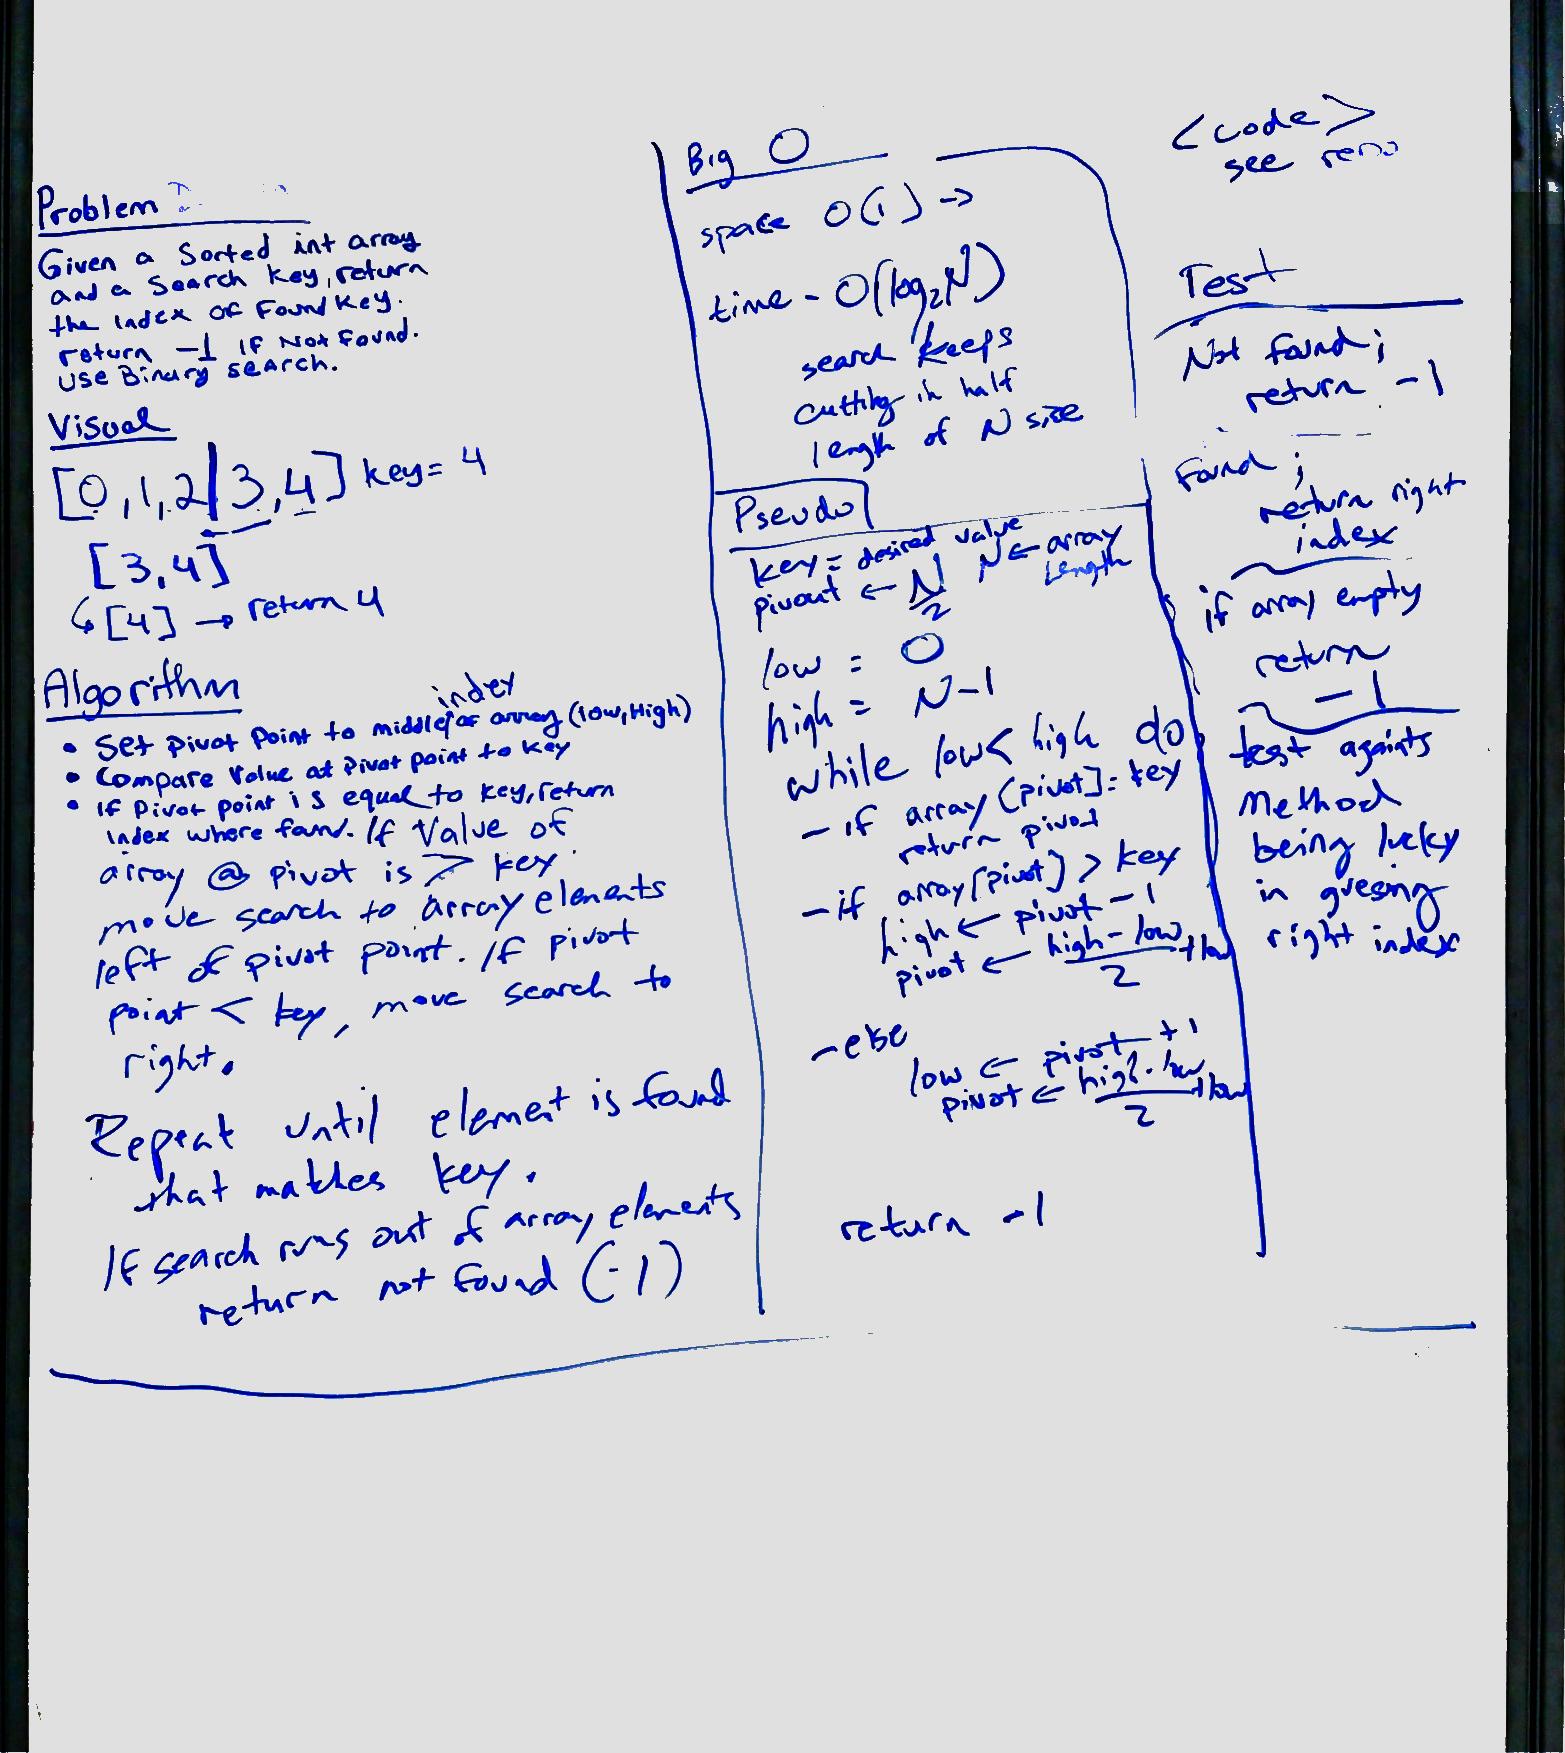 Problem
Given a Sorted int array
and a Search key, return
the Index of Found Key.
return -1 IF Not Found.
Use Binary search.
Visual
[0,1,2|3,4] key= 4
[3,4]
↳[4] → return 4
Algorithm
index
• Set Pivot Point to middle of array (low, High)
• Compare Value at Pivot point to key
• IF Pivot point is equal to key, return
Index where found. If Value of
array @ pivot is > key
move search to array elements
left of pivot point. If pivot
point < key, move search to
right.
Repeat until element is found
that matches key.
If search runs out of array elements
return not found (-1)
Big O
space O(1) →
time - O(log₂N)
search keeps
cutting in half
length of N size
Pseudo
key = desired value N ← array Length
pivout ← N/2
low = 0
high = N-1
while low < high do
- if array (pivot] = key
return pivot
- if array [pivot] > key
high ← pivot - 1
pivot ← high - low / 2 + low
- else
low ← pivot + 1
pivot ← high - low / 2 + low
return -1
<code>
see
Test
Not found;
return -1
Found;
return right
index
if array empty
return
-1
test againts
Method
being lucky
in guesing
right index